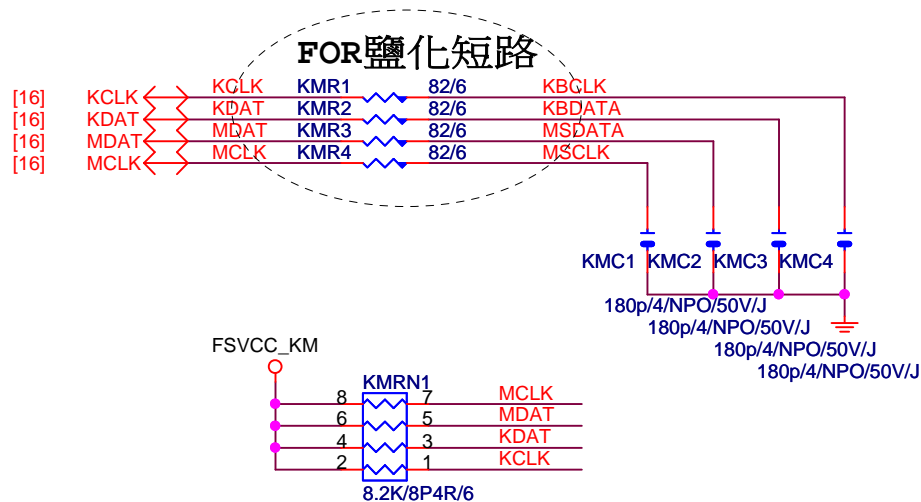 FOR鹽化短路
[16] KCLK KCLK KMR1 82/6 KBCLK
[16] KDAT KDAT KMR2 82/6 KBDATA
[16] MDAT MDAT KMR3 82/6 MSDATA
[16] MCLK MCLK KMR4 82/6 MSCLK
KMC1 KMC2 KMC3 KMC4
180p/4/NPO/50V/J
180p/4/NPO/50V/J
180p/4/NPO/50V/J
180p/4/NPO/50V/J
FSVCC_KM
KMRN1
8 7 MCLK
6 5 MDAT
4 3 KDAT
2 1 KCLK
8.2K/8P4R/6